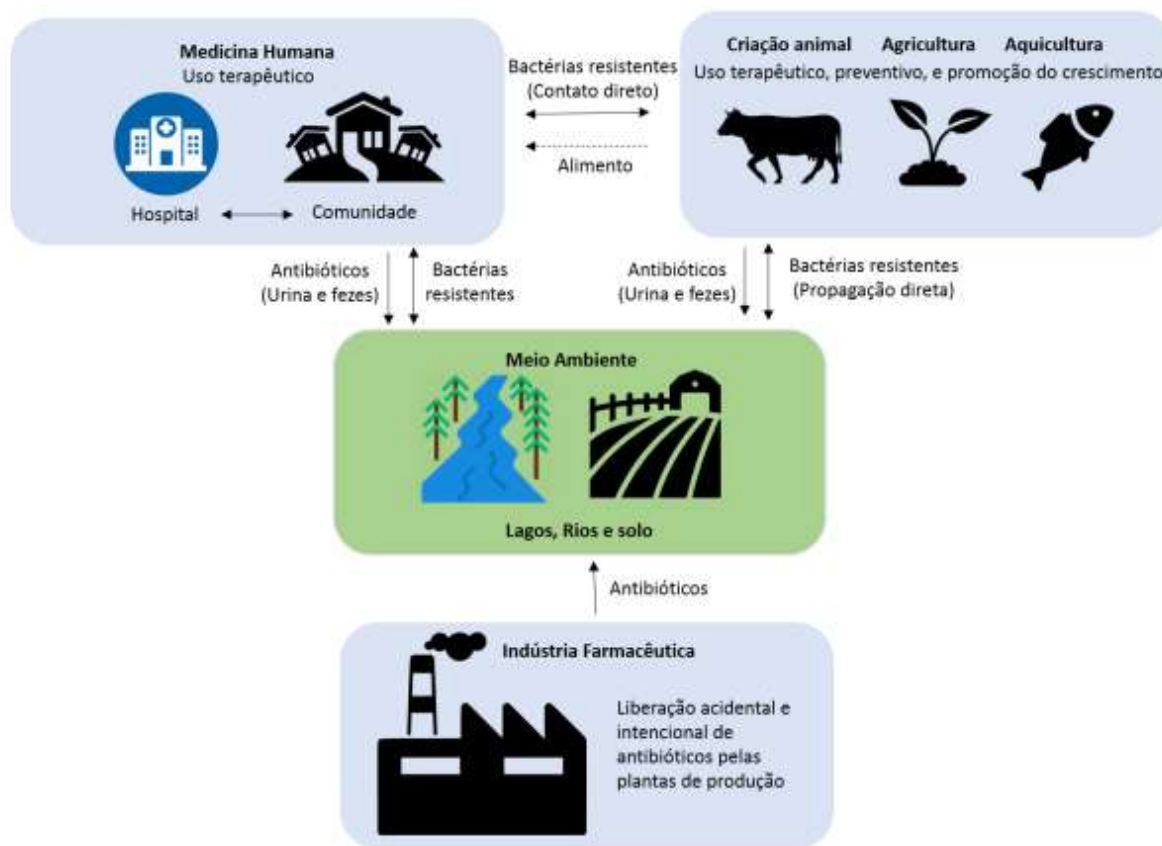 Medicina Humana
Uso terapêutico
Hospital
Comunidade
Bactérias resistentes
(Contato direto)
Alimento
Criação animal Agricultura Aquicultura
Uso terapêutico, preventivo, e promoção do crescimento
Antibióticos
(Urina e fezes)
Bactérias
resistentes
Antibióticos
(Urina e fezes)
Bactérias resistentes
(Propagação direta)
Meio Ambiente
Lagos, Rios e solo
Antibióticos
Indústria Farmacêutica
Liberação acidental e
intencional de
antibióticos pelas
plantas de produção